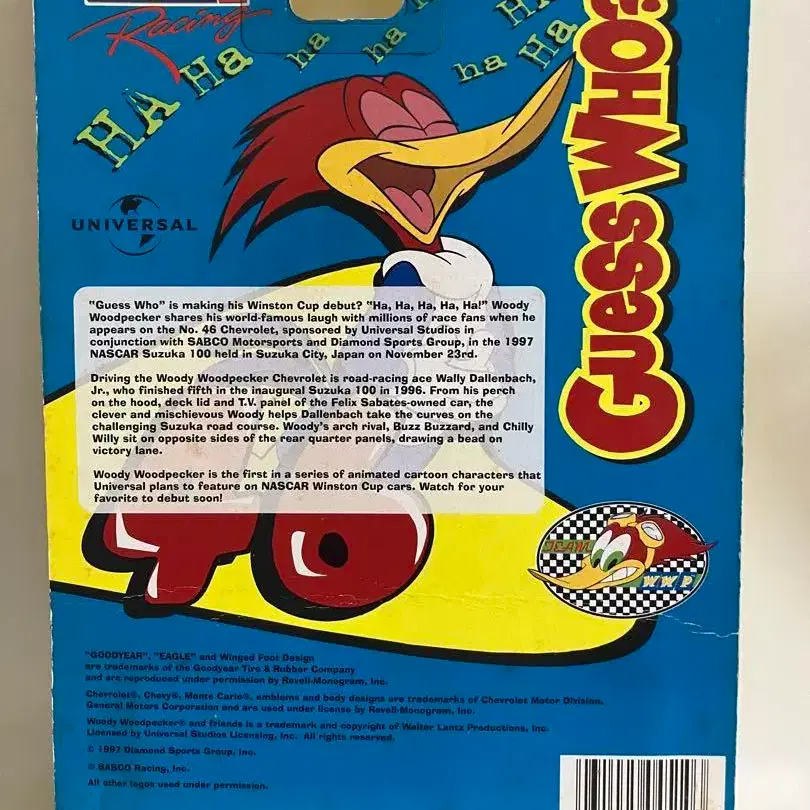 Racing
HA Ha ha ha ha ha Ha HA
GUESS WHO?
UNIVERSAL
"Guess Who" is making his Winston Cup debut? "Ha, Ha, Ha, Ha, Ha!" Woody
Woodpecker shares his world-famous laugh with millions of race fans when he
appears on the No. 46 Chevrolet, sponsored by Universal Studios in
conjunction with SABCO Motorsports and Diamond Sports Group, in the 1997
NASCAR Suzuka 100 held in Suzuka City, Japan on November 23rd.
Driving the Woody Woodpecker Chevrolet is road-racing ace Wally Dallenbach,
Jr., who finished fifth in the inaugural Suzuka 100 in 1996. From his perch
on the hood, deck lid and T.V. panel of the Felix Sabates-owned car, the
clever and mischievous Woody helps Dallenbach take the curves on the
challenging Suzuka road course. Woody's arch rival, Buzz Buzzard, and Chilly
Willy sit on opposite sides of the rear quarter panels, drawing a bead on
victory lane.
Woody Woodpecker is the first in a series of animated cartoon characters that
Universal plans to feature on NASCAR Winston Cup cars. Watch for your
favorite to debut soon!
46
TEAM
WWP
"GOODYEAR", "EAGLE" and Winged Foot Design
are trademarks of the Goodyear Tire & Rubber Company
and are reproduced under permission by Revell-Monogram, Inc.
Chevrolet®, Chevy®, Monte Carlo®, emblems and body designs are trademarks of Chevrolet Motor Division,
General Motors Corporation and are used under license by Revell-Monogram, Inc.
Woody Woodpecker® and friends is a trademark and copyright of Walter Lantz Productions, Inc.
Licensed by Universal Studios Licensing, Inc. All rights reserved.
© 1997 Diamond Sports Group, Inc.
® SABCO Racing, Inc.
All other logos used under permission.